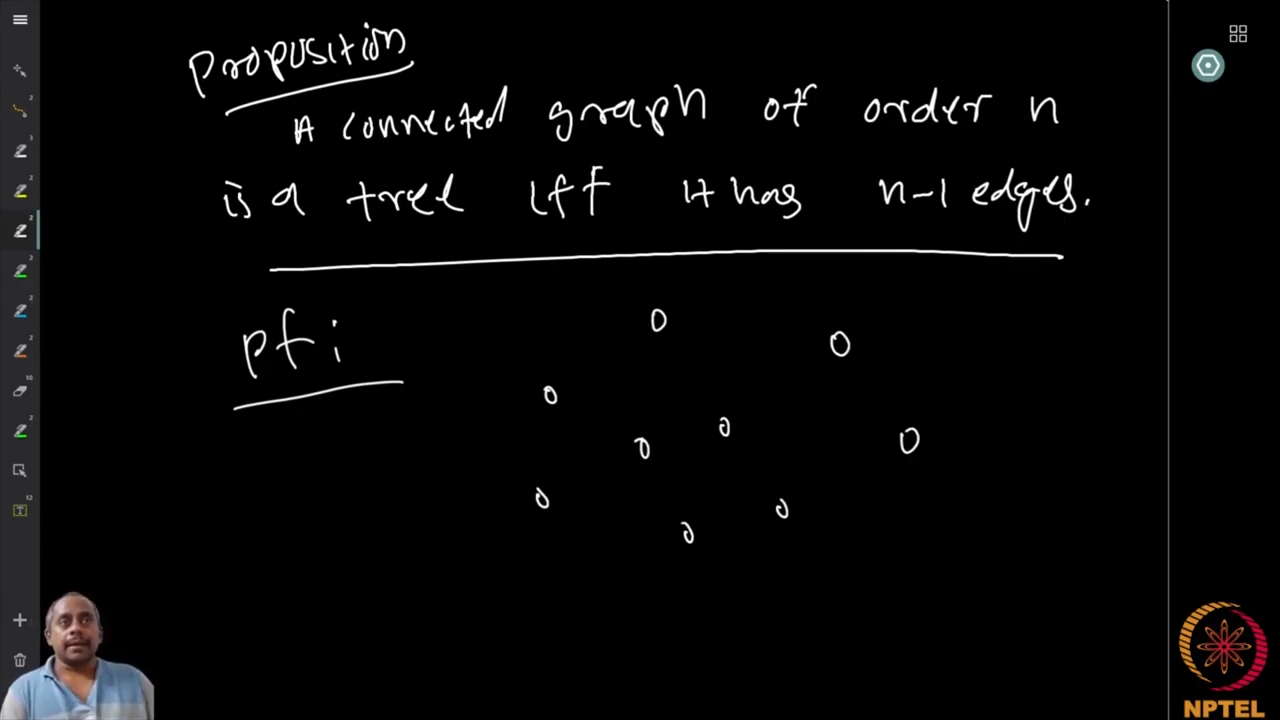 Proposition
A connected graph of order n
is a tree iff it has n-1 edges.
pf:
NPTEL